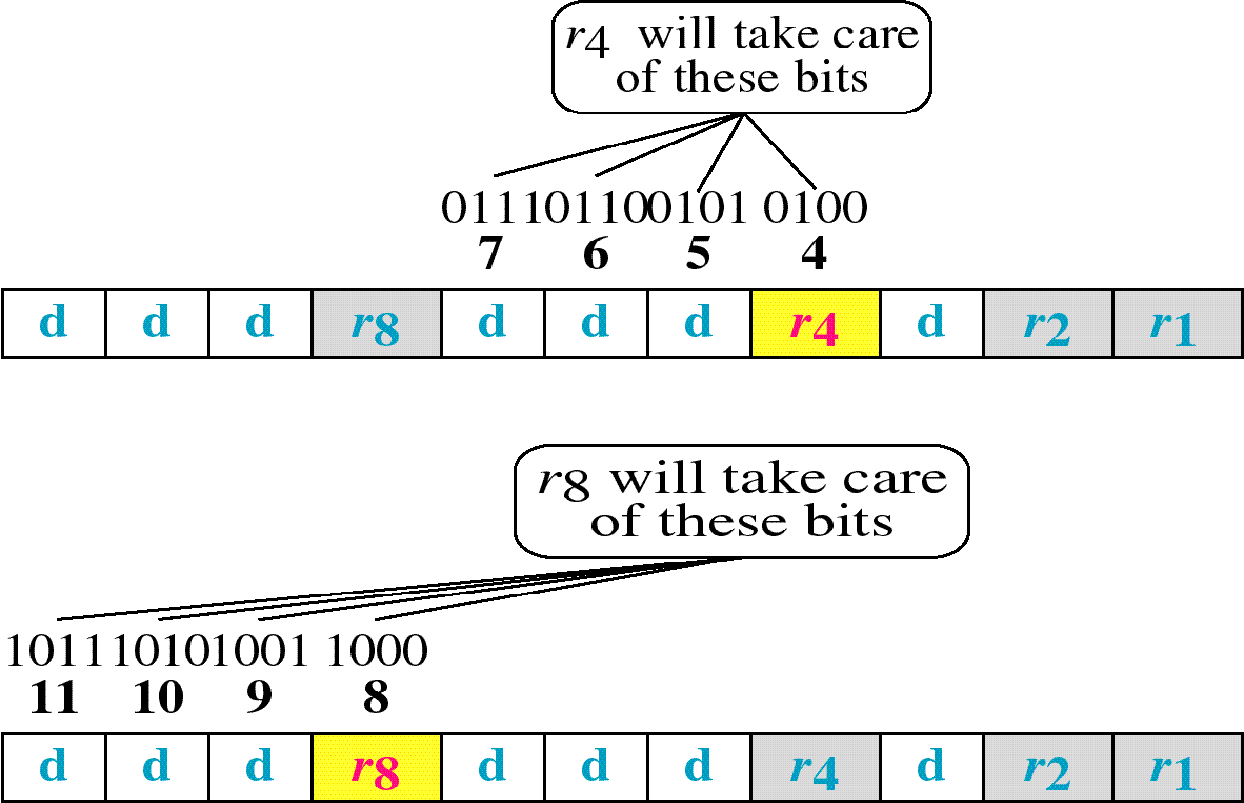 r4 will take care
of these bits
0111 0110 0101 0100
7 6 5 4
d d d r8 d d d r4 d r2 r1
r8 will take care
of these bits
1011 1010 1001 1000
11 10 9 8
d d d r8 d d d r4 d r2 r1